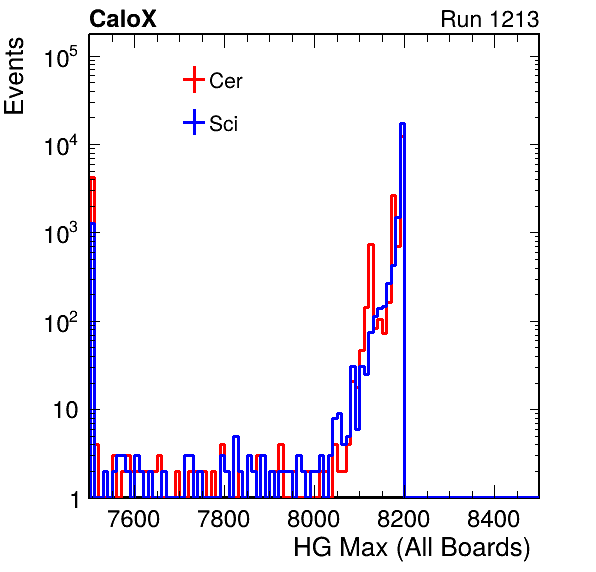 CaloX Run 1213
Events
Cer
Sci
10^5
10^4
10^3
10^2
10
1
7600 7800 8000 8200 8400
HG Max (All Boards)